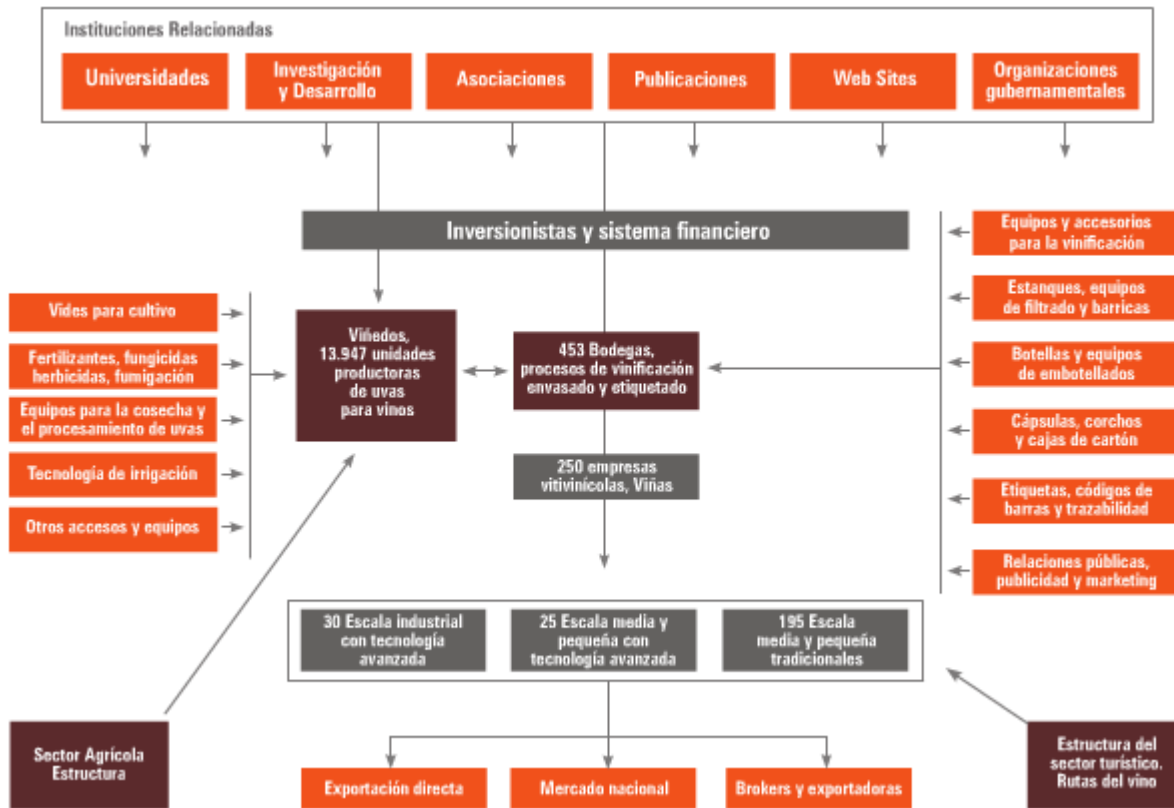 Instituciones Relacionadas
Universidades
Investigación
y Desarrollo
Asociaciones
Publicaciones
Web Sites
Organizaciones
gubernamentales
Inversionistas y sistema financiero
Vides para cultivo
Fertilizantes, fungicidas
herbicidas, fumigación
Equipos para la cosecha y
el procesamiento de uvas
Tecnología de irrigación
Otros accesos y equipos
Viñedos,
13.947 unidades
productoras
de uvas
para vinos
453 Bodegas,
procesos de vinificación
envasado y etiquetado
250 empresas
vitivinícolas, Viñas
Equipos y accesorios
para la vinificación
Estanques, equipos
de filtrado y barricas
Botellas y equipos
de embotellados
Cápsulas, corchos
y cajas de cartón
Etiquetas, códigos de
barras y trazabilidad
Relaciones públicas,
publicidad y marketing
30 Escala industrial
con tecnología
avanzada
25 Escala media y
pequeña con
tecnología avanzada
195 Escala
media y pequeña
tradicionales
Sector Agrícola
Estructura
Estructura del
sector turístico.
Rutas del vino
Exportación directa
Mercado nacional
Brokers y exportadoras